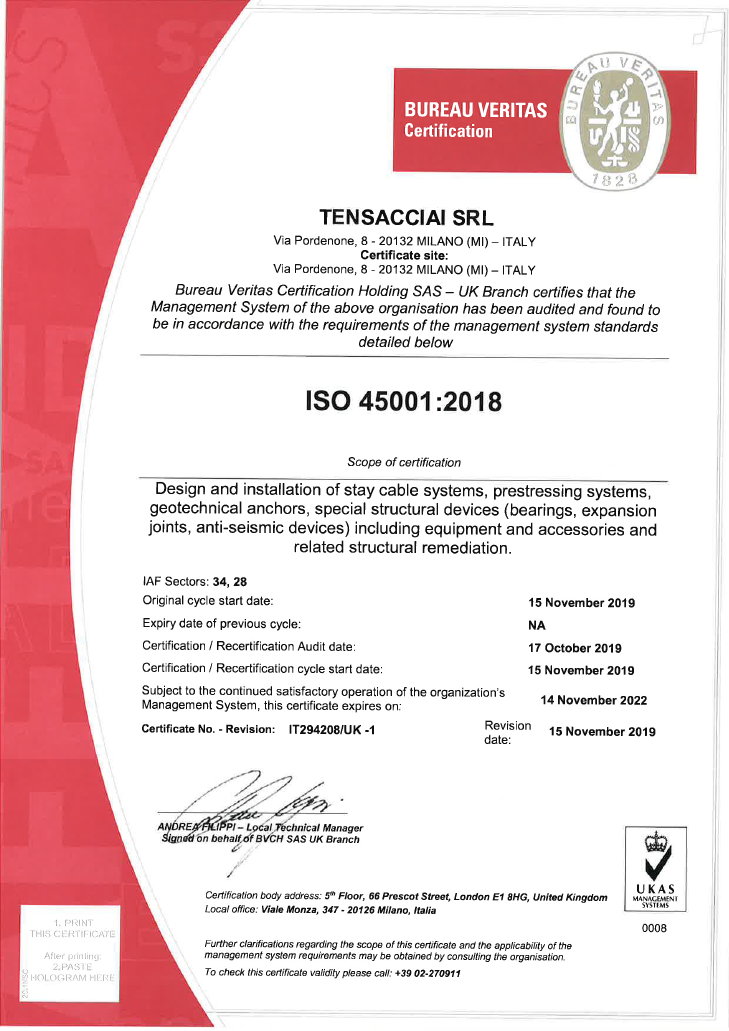 BUREAU VERITAS
Certification
BUREAU VERITAS
1828
TENSACCIAI SRL
Via Pordenone, 8 - 20132 MILANO (MI) – ITALY
Certificate site:
Via Pordenone, 8 - 20132 MILANO (MI) – ITALY
Bureau Veritas Certification Holding SAS – UK Branch certifies that the
Management System of the above organisation has been audited and found to
be in accordance with the requirements of the management system standards
detailed below
ISO 45001:2018
Scope of certification
Design and installation of stay cable systems, prestressing systems,
geotechnical anchors, special structural devices (bearings, expansion
joints, anti-seismic devices) including equipment and accessories and
related structural remediation.
IAF Sectors: 34, 28
Original cycle start date: 15 November 2019
Expiry date of previous cycle: NA
Certification / Recertification Audit date: 17 October 2019
Certification / Recertification cycle start date: 15 November 2019
Subject to the continued satisfactory operation of the organization's
Management System, this certificate expires on: 14 November 2022
Certificate No. - Revision: IT294208/UK -1 Revision date: 15 November 2019
ANDREA FILIPPI – Local Technical Manager
Signed on behalf of BVCH SAS UK Branch
Certification body address: 5th Floor, 66 Prescot Street, London E1 8HG, United Kingdom
Local office: Viale Monza, 347 - 20126 Milano, Italia
Further clarifications regarding the scope of this certificate and the applicability of the
management system requirements may be obtained by consulting the organisation.
To check this certificate validity please call: +39 02-270911
UKAS
MANAGEMENT
SYSTEMS
0008
1. PRINT
THIS CERTIFICATE
After printing:
2.PASTE
HOLOGRAM HERE